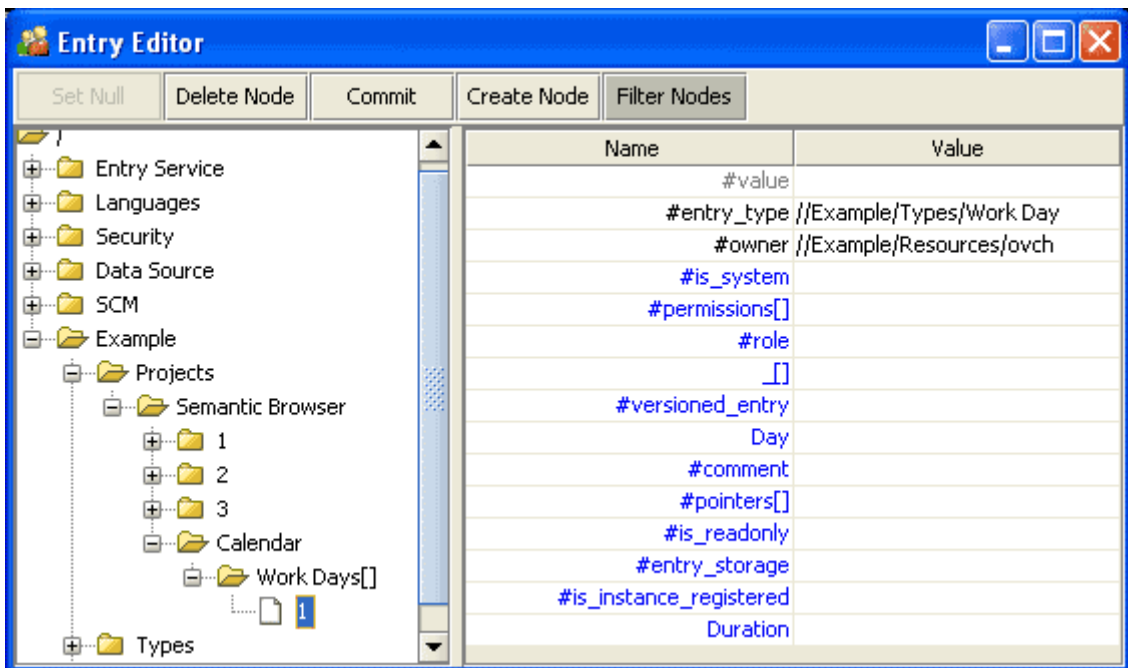 Entry Editor
Set Null Delete Node Commit Create Node Filter Nodes
/
Entry Service
Languages
Security
Data Source
SCM
Example
Projects
Semantic Browser
1
2
3
Calendar
Work Days[]
1
Types
Name Value
#value
#entry_type //Example/Types/Work Day
#owner //Example/Resources/ovch
#is_system
#permissions[]
#role
_[]
#versioned_entry
Day
#comment
#pointers[]
#is_readonly
#entry_storage
#is_instance_registered
Duration